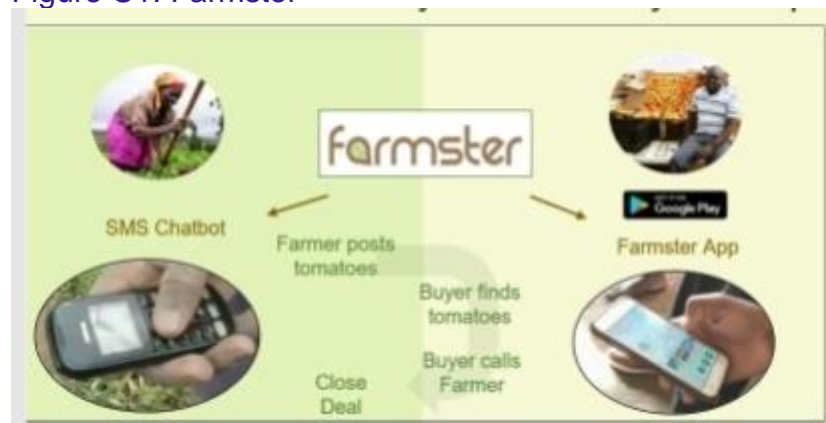 farmster
Google Play
SMS Chatbot
Farmster App
Farmer posts
tomatoes
Buyer finds
tomatoes
Buyer calls
Farmer
Close
Deal